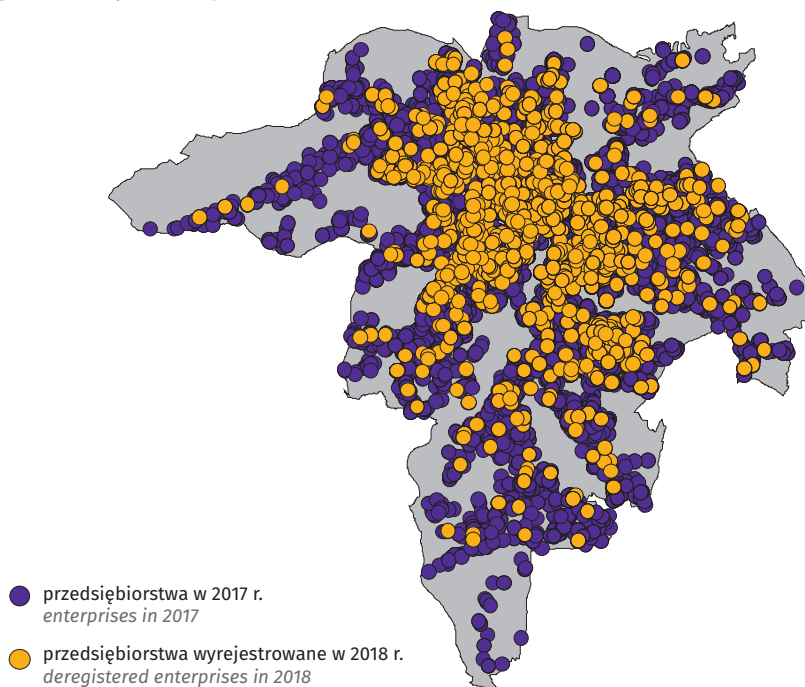 przedsiębiorstwa w 2017 r.
enterprises in 2017
przedsiębiorstwa wyrejestrowane w 2018 r.
deregistered enterprises in 2018